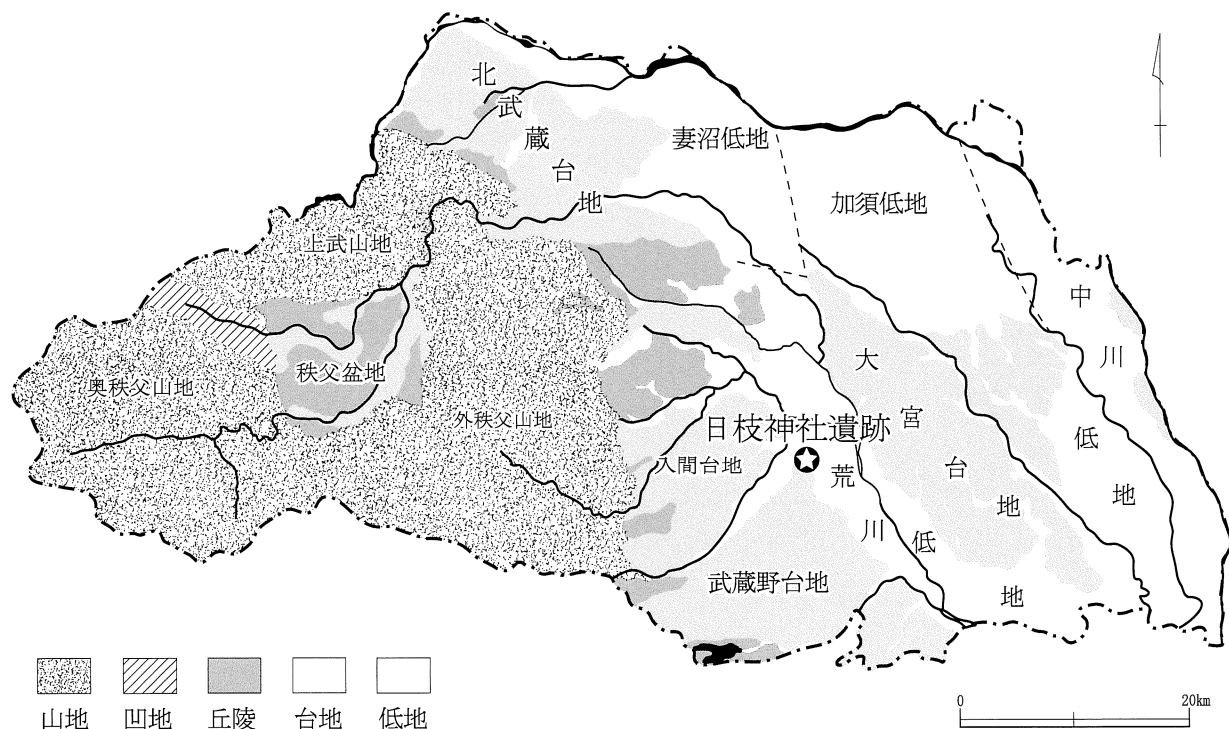 北武蔵台地
妻沼低地
加須低地
上武山地
中川低地
秩父盆地
奥秩父山地
外秩父山地
大宮台地
日枝神社遺跡
入間台地
荒川低地
武蔵野台地
山地 凹地 丘陵 台地 低地
0 20km